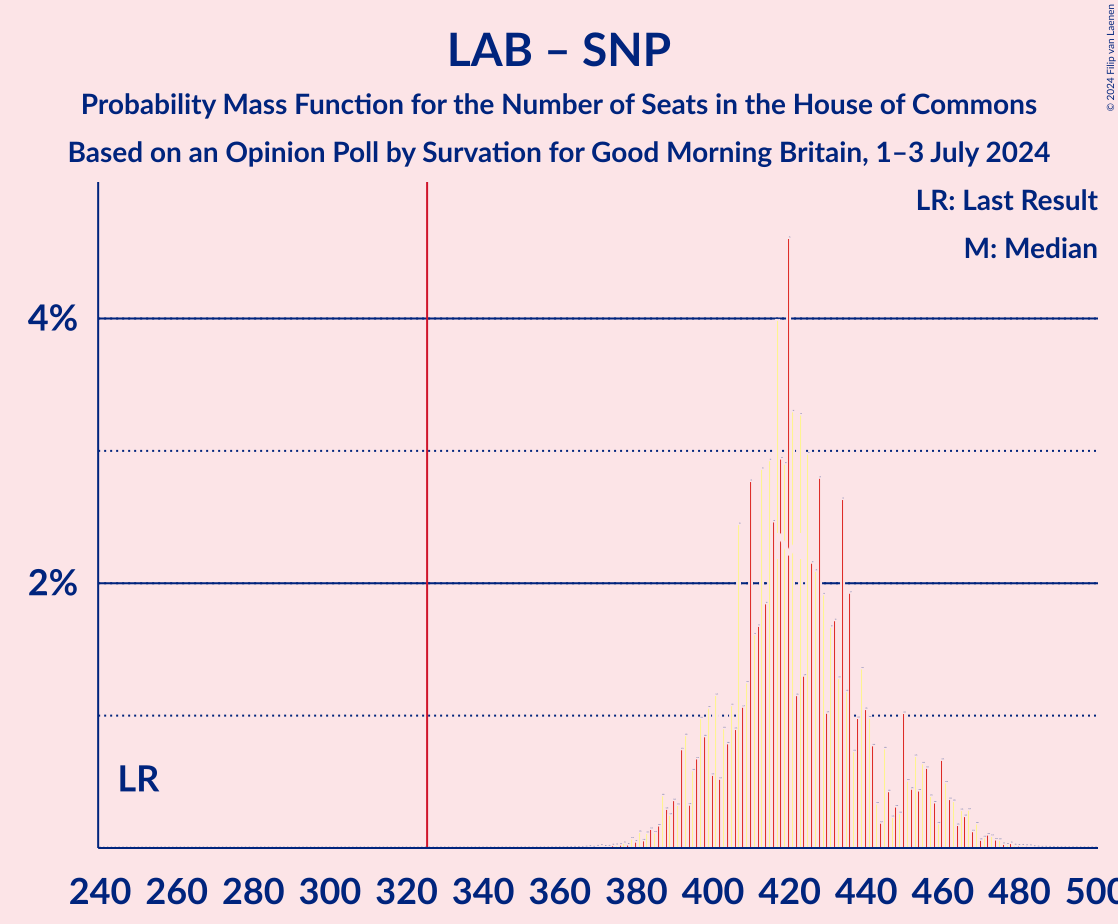 LAB – SNP
Probability Mass Function for the Number of Seats in the House of Commons
Based on an Opinion Poll by Survation for Good Morning Britain, 1–3 July 2024
© 2024 Filip van Laenen
LR: Last Result
M: Median
4%
2%
LR
240 260 280 300 320 340 360 380 400 420 440 460 480 500